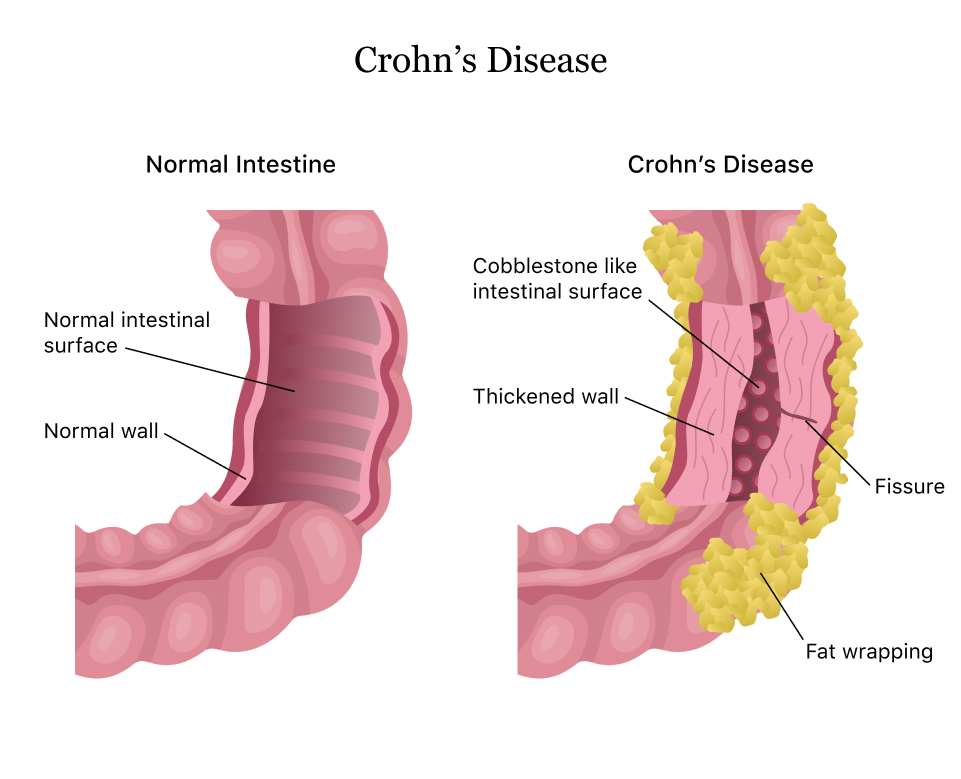 Crohn’s Disease
Normal Intestine
Normal intestinal
surface
Normal wall
Crohn’s Disease
Cobblestone like
intestinal surface
Thickened wall
Fissure
Fat wrapping